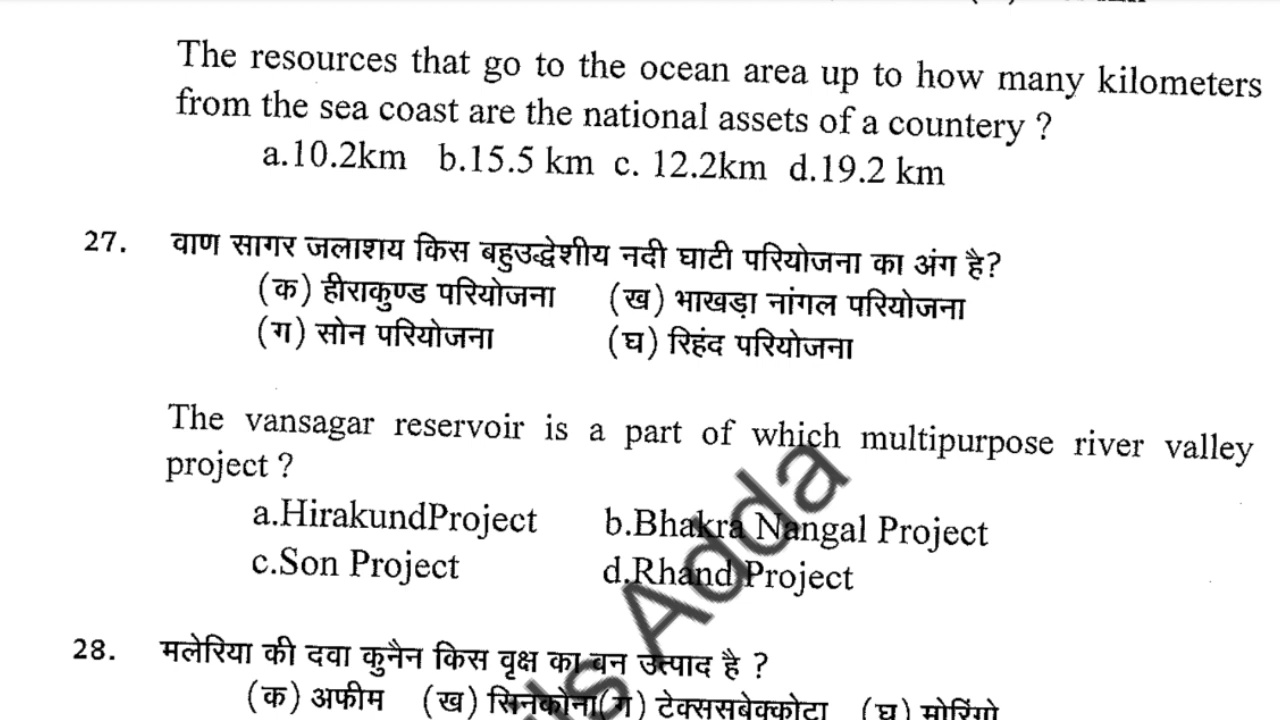 The resources that go to the ocean area up to how many kilometers
from the sea coast are the national assets of a countery ?
a.10.2km b.15.5 km c. 12.2km d.19.2 km
27. वाण सागर जलाशय किस बहुउद्धेशीय नदी घाटी परियोजना का अंग है?
(क) हीराकुण्ड परियोजना (ख) भाखड़ा नांगल परियोजना
(ग) सोन परियोजना (घ) रिहंद परियोजना
The vansagar reservoir is a part of which multipurpose river valley
project ?
a.HirakundProject b.Bhakra Nangal Project
c.Son Project d.Rhand Project
28. मलेरिया की दवा कुनैन किस वृक्ष का वन उत्पाद है ?
(क) अफीम (ख) सिनकोना(ग) टेक्ससबेक्कोटा (घ) मोरिंगो
Adda